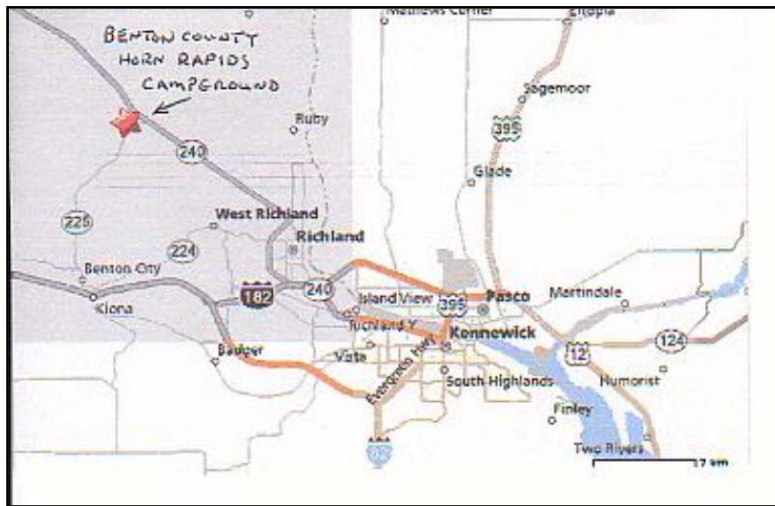 Mathews Corner
Eltopia
BENTON COUNTY
HORN RAPIDS
CAMPGROUND
Sagemoor
Ruby
395
240
Glade
225
West Richland
224
Richland
Benton City
182
240
Island View
395
Pasco
Martindale
Kiona
Richland Y
Kennewick
124
Badger
Vista
12
Evergreen Hwy
South Highlands
Humorist
Finley
Two Rivers
82
17 km